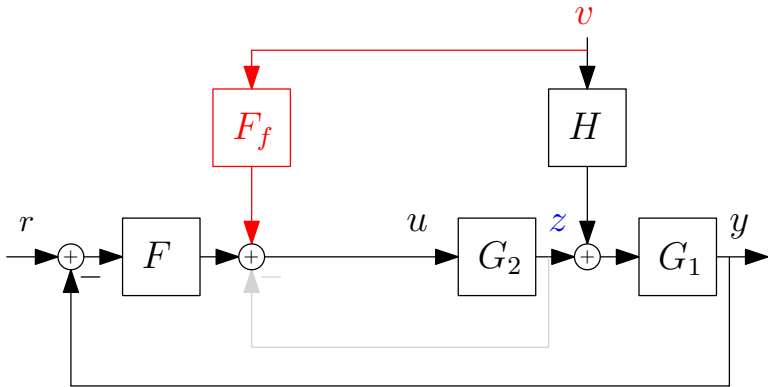 v
F_f
H
r
u
z
y
+
−
F
+
−
G_2
+
G_1